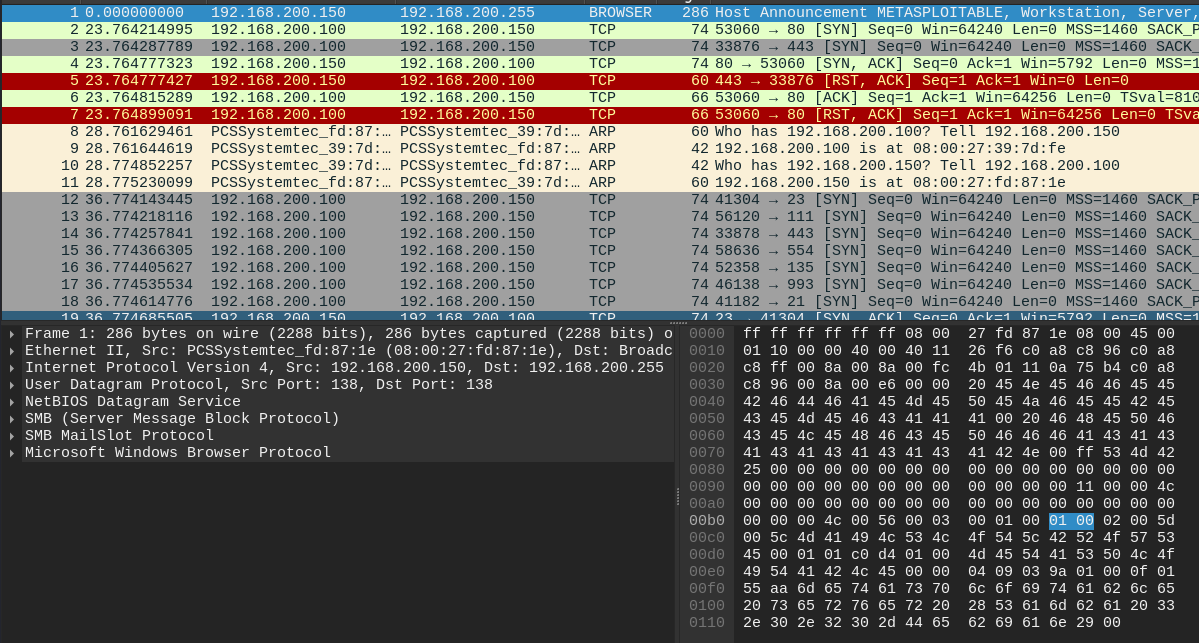 1 0.000000000 192.168.200.150 192.168.200.255 BROWSER 286 Host Announcement METASPLOITABLE, Workstation, Server,
2 23.764214995 192.168.200.100 192.168.200.150 TCP 74 53060 → 80 [SYN] Seq=0 Win=64240 Len=0 MSS=1460 SACK_P
3 23.764287789 192.168.200.100 192.168.200.150 TCP 74 33876 → 443 [SYN] Seq=0 Win=64240 Len=0 MSS=1460 SACK_
4 23.764777323 192.168.200.150 192.168.200.100 TCP 74 80 → 53060 [SYN, ACK] Seq=0 Ack=1 Win=5792 Len=0 MSS=1
5 23.764777427 192.168.200.150 192.168.200.100 TCP 60 443 → 33876 [RST, ACK] Seq=1 Ack=1 Win=0 Len=0
6 23.764815289 192.168.200.100 192.168.200.150 TCP 66 53060 → 80 [ACK] Seq=1 Ack=1 Win=64256 Len=0 TSval=810
7 23.764899091 192.168.200.100 192.168.200.150 TCP 66 53060 → 80 [RST, ACK] Seq=1 Ack=1 Win=64256 Len=0 TSva
8 28.761629461 PCSSystemtec_fd:87:… PCSSystemtec_39:7d:… ARP 60 Who has 192.168.200.100? Tell 192.168.200.150
9 28.761644619 PCSSystemtec_39:7d:… PCSSystemtec_fd:87:… ARP 42 192.168.200.100 is at 08:00:27:39:7d:fe
10 28.774852257 PCSSystemtec_39:7d:… PCSSystemtec_fd:87:… ARP 42 Who has 192.168.200.150? Tell 192.168.200.100
11 28.775230099 PCSSystemtec_fd:87:… PCSSystemtec_39:7d:… ARP 60 192.168.200.150 is at 08:00:27:fd:87:1e
12 36.774143445 192.168.200.100 192.168.200.150 TCP 74 41304 → 23 [SYN] Seq=0 Win=64240 Len=0 MSS=1460 SACK_P
13 36.774218116 192.168.200.100 192.168.200.150 TCP 74 56120 → 111 [SYN] Seq=0 Win=64240 Len=0 MSS=1460 SACK_
14 36.774257841 192.168.200.100 192.168.200.150 TCP 74 33878 → 443 [SYN] Seq=0 Win=64240 Len=0 MSS=1460 SACK_
15 36.774366305 192.168.200.100 192.168.200.150 TCP 74 58636 → 554 [SYN] Seq=0 Win=64240 Len=0 MSS=1460 SACK_
16 36.774405627 192.168.200.100 192.168.200.150 TCP 74 52358 → 135 [SYN] Seq=0 Win=64240 Len=0 MSS=1460 SACK_
17 36.774535534 192.168.200.100 192.168.200.150 TCP 74 46138 → 993 [SYN] Seq=0 Win=64240 Len=0 MSS=1460 SACK_
18 36.774614776 192.168.200.100 192.168.200.150 TCP 74 41182 → 21 [SYN] Seq=0 Win=64240 Len=0 MSS=1460 SACK_P
19 36.774685505 192.168.200.150 192.168.200.100 TCP 74 23 → 41304 [SYN, ACK] Seq=0 Ack=1 Win=5792 Len=0 MSS=1
Frame 1: 286 bytes on wire (2288 bits), 286 bytes captured (2288 bits) o
Ethernet II, Src: PCSSystemtec_fd:87:1e (08:00:27:fd:87:1e), Dst: Broadc
Internet Protocol Version 4, Src: 192.168.200.150, Dst: 192.168.200.255
User Datagram Protocol, Src Port: 138, Dst Port: 138
NetBIOS Datagram Service
SMB (Server Message Block Protocol)
SMB MailSlot Protocol
Microsoft Windows Browser Protocol
0000 ff ff ff ff ff ff 08 00 27 fd 87 1e 08 00 45 00
0010 01 10 00 00 40 00 40 11 26 f6 c0 a8 c8 96 c0 a8
0020 c8 ff 00 8a 00 8a 00 fc 4b 01 11 0a 75 b4 c0 a8
0030 c8 96 00 8a 00 e6 00 00 20 45 4e 45 46 46 45 45
0040 42 46 44 46 41 45 4d 45 50 45 4a 46 45 45 42 45
0050 43 45 4d 45 46 43 41 41 41 00 20 46 48 45 50 46
0060 43 45 4c 45 48 46 43 45 50 46 46 46 41 43 41 43
0070 41 43 41 43 41 43 41 43 41 42 4e 00 ff 53 4d 42
0080 25 00 00 00 00 00 00 00 00 00 00 00 00 00 00 00
0090 00 00 00 00 00 00 00 00 00 00 00 00 11 00 00 4c
00a0 00 00 00 00 00 00 00 00 00 00 00 00 00 00 00 00
00b0 00 00 00 4c 00 56 00 03 00 01 00 01 00 02 00 5d
00c0 00 5c 4d 41 49 4c 53 4c 4f 54 5c 42 52 4f 57 53
00d0 45 00 01 01 c0 d4 01 00 4d 45 54 41 53 50 4c 4f
00e0 49 54 41 42 4c 45 00 00 04 09 03 9a 01 00 0f 01
00f0 55 aa 6d 65 74 61 73 70 6c 6f 69 74 61 62 6c 65
0100 20 73 65 72 76 65 72 20 28 53 61 6d 62 61 20 33
0110 2e 30 2e 32 30 2d 44 65 62 69 61 6e 29 00